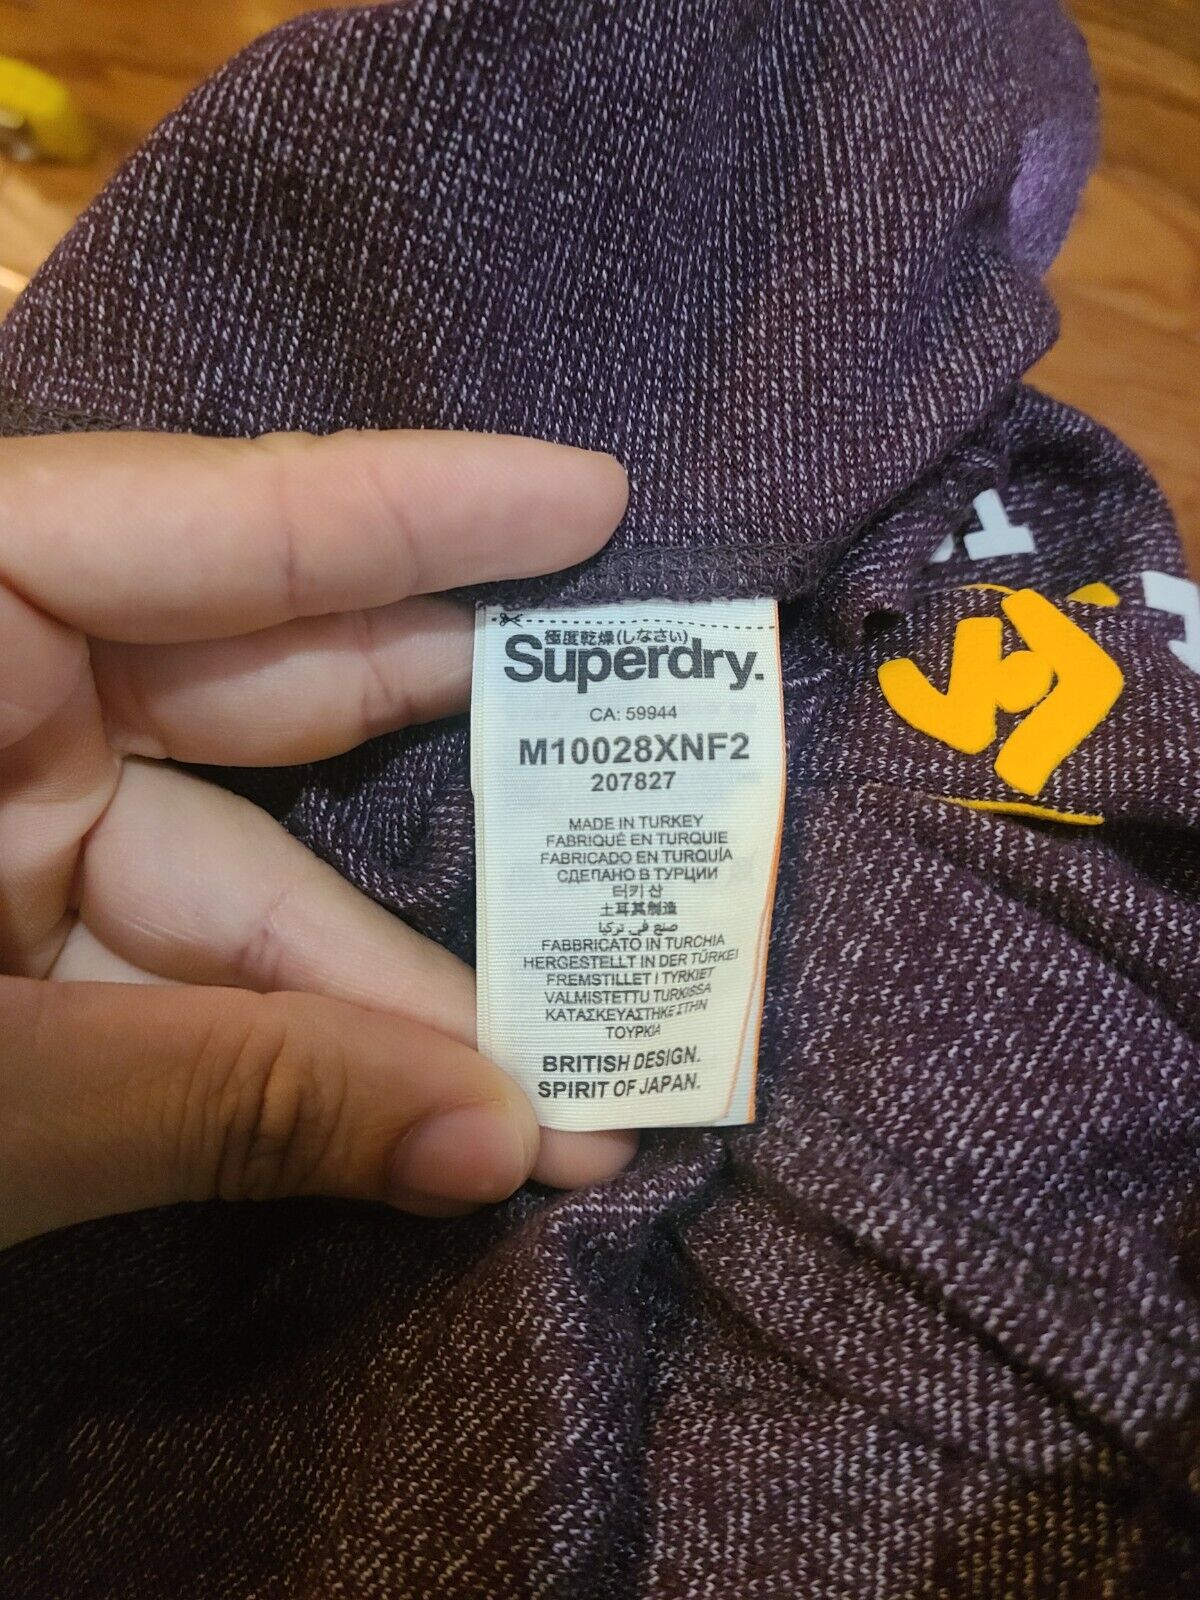 極度乾燥(しなさい)
Superdry.
CA: 59944
M10028XNF2
207827
MADE IN TURKEY
FABRIQUÉ EN TURQUIE
FABRICADO EN TURQUÍA
СДЕЛАНО В ТУРЦИИ
터키 산
土耳其制造
صنع في تركيا
FABBRICATO IN TURCHIA
HERGESTELLT IN DER TÜRKEI
FREMSTILLET I TYRKIET
VALMISTETTU TURKISSA
ΚΑΤΑΣΚΕΥΑΣΤΗΚΕ ΣΤΗΝ
ΤΟΥΡΚΙΑ
BRITISH DESIGN.
SPIRIT OF JAPAN.